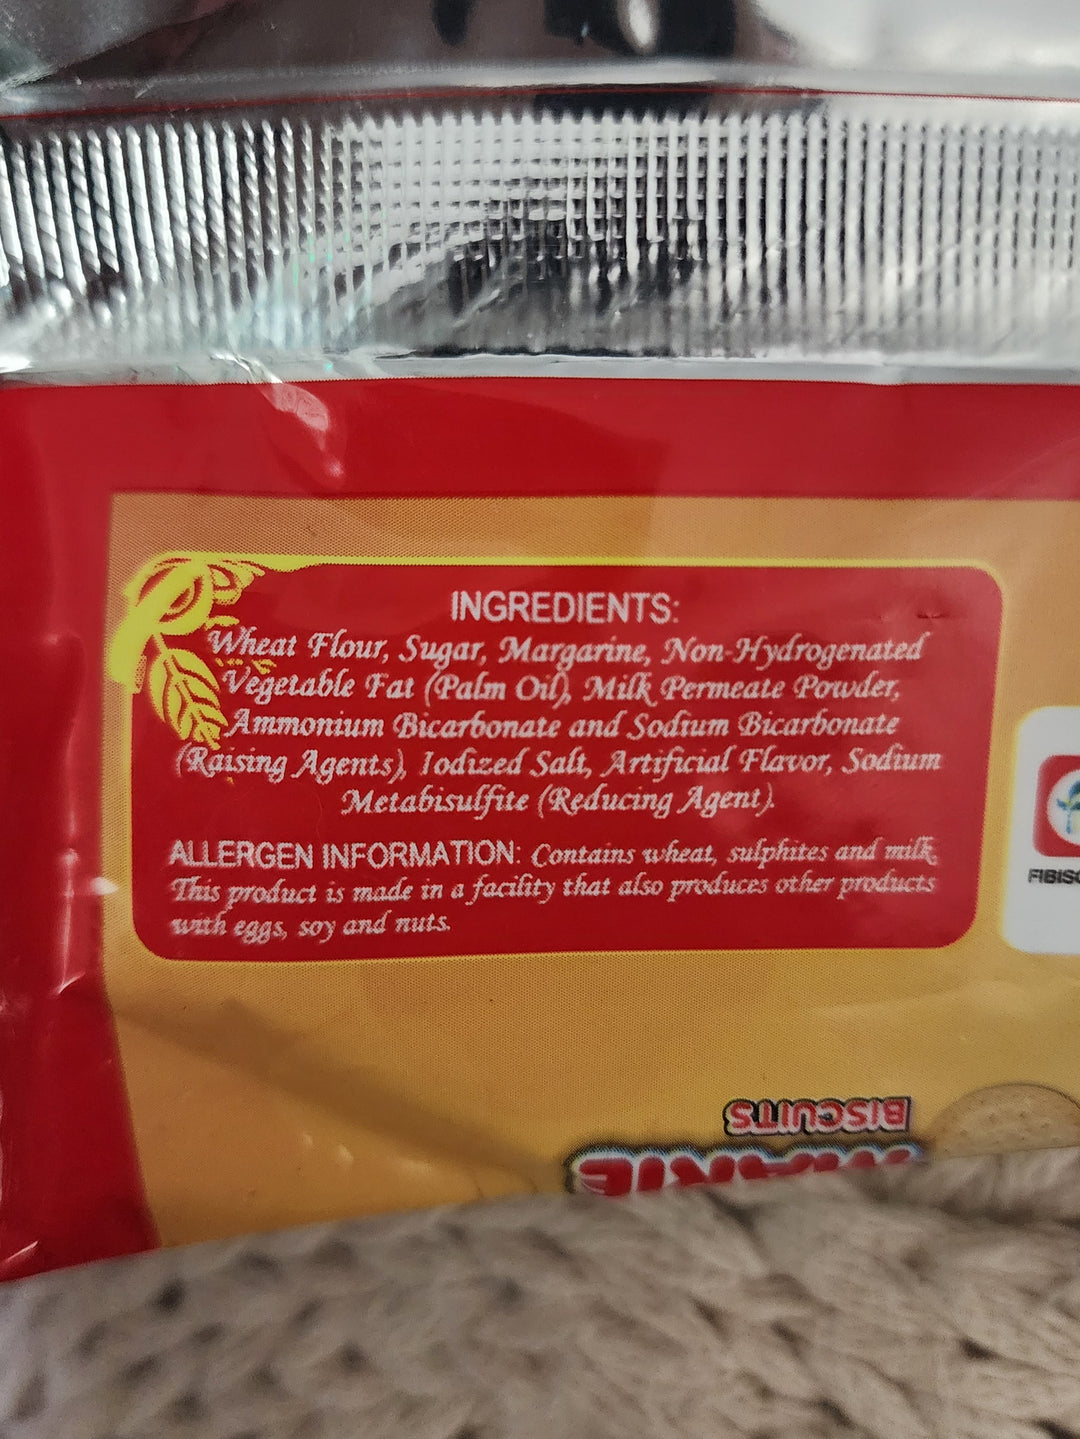 INGREDIENTS:
Wheat Flour, Sugar, Margarine, Non-Hydrogenated
Vegetable Fat (Palm Oil), Milk Permeate Powder,
Ammonium Bicarbonate and Sodium Bicarbonate
(Raising Agents), Iodized Salt, Artificial Flavor, Sodium
Metabisulfite (Reducing Agent).
ALLERGEN INFORMATION: Contains wheat, sulphites and milk.
This product is made in a facility that also produces other products
with eggs, soy and nuts.
BISCUITS
MARIE